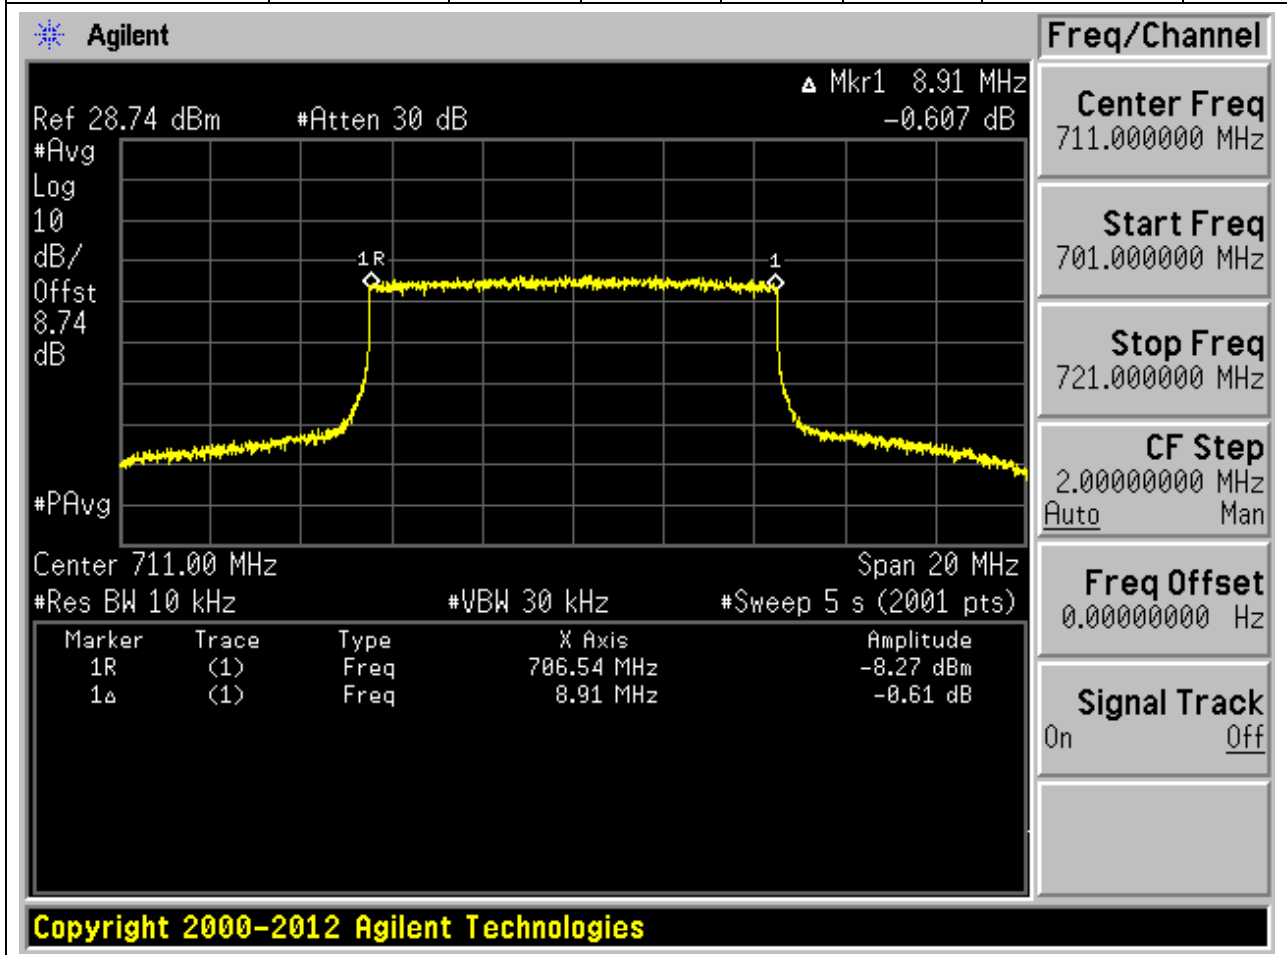 Agilent
Freq/Channel
▵ Mkr1 8.91 MHz
Ref 28.74 dBm #Atten 30 dB -0.607 dB
#Avg
Log
10
dB/
Offst
8.74
dB
1R
1
#PAvg
Center 711.00 MHz Span 20 MHz
#Res BW 10 kHz #VBW 30 kHz #Sweep 5 s (2001 pts)
Marker Trace Type X Axis Amplitude
1R (1) Freq 706.54 MHz -8.27 dBm
1▵ (1) Freq 8.91 MHz -0.61 dB
Center Freq
711.000000 MHz
Start Freq
701.000000 MHz
Stop Freq
721.000000 MHz
CF Step
2.00000000 MHz
Auto Man
Freq Offset
0.00000000 Hz
Signal Track
On Off
Copyright 2000-2012 Agilent Technologies